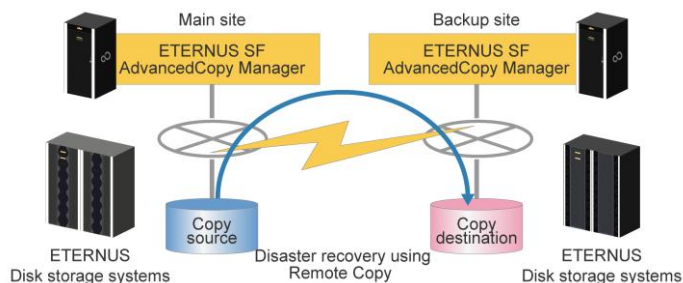 Main site
Backup site
ETERNUS SF
AdvancedCopy Manager
ETERNUS SF
AdvancedCopy Manager
Copy
source
Copy
destination
ETERNUS
Disk storage systems
Disaster recovery using
Remote Copy
ETERNUS
Disk storage systems